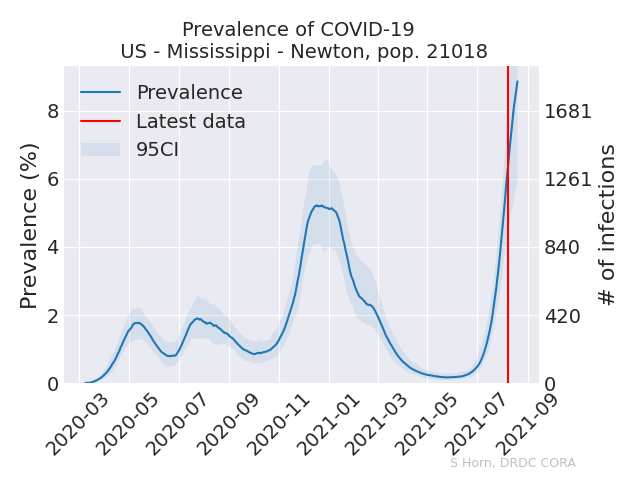 Prevalence of COVID-19
US - Mississippi - Newton, pop. 21018
Prevalence
Latest data
95CI
Prevalence (%)
8
6
4
2
0
# of infections
1681
1261
840
420
0
2020-03
2020-05
2020-07
2020-09
2020-11
2021-01
2021-03
2021-05
2021-07
2021-09
S Horn, DRDC CORA